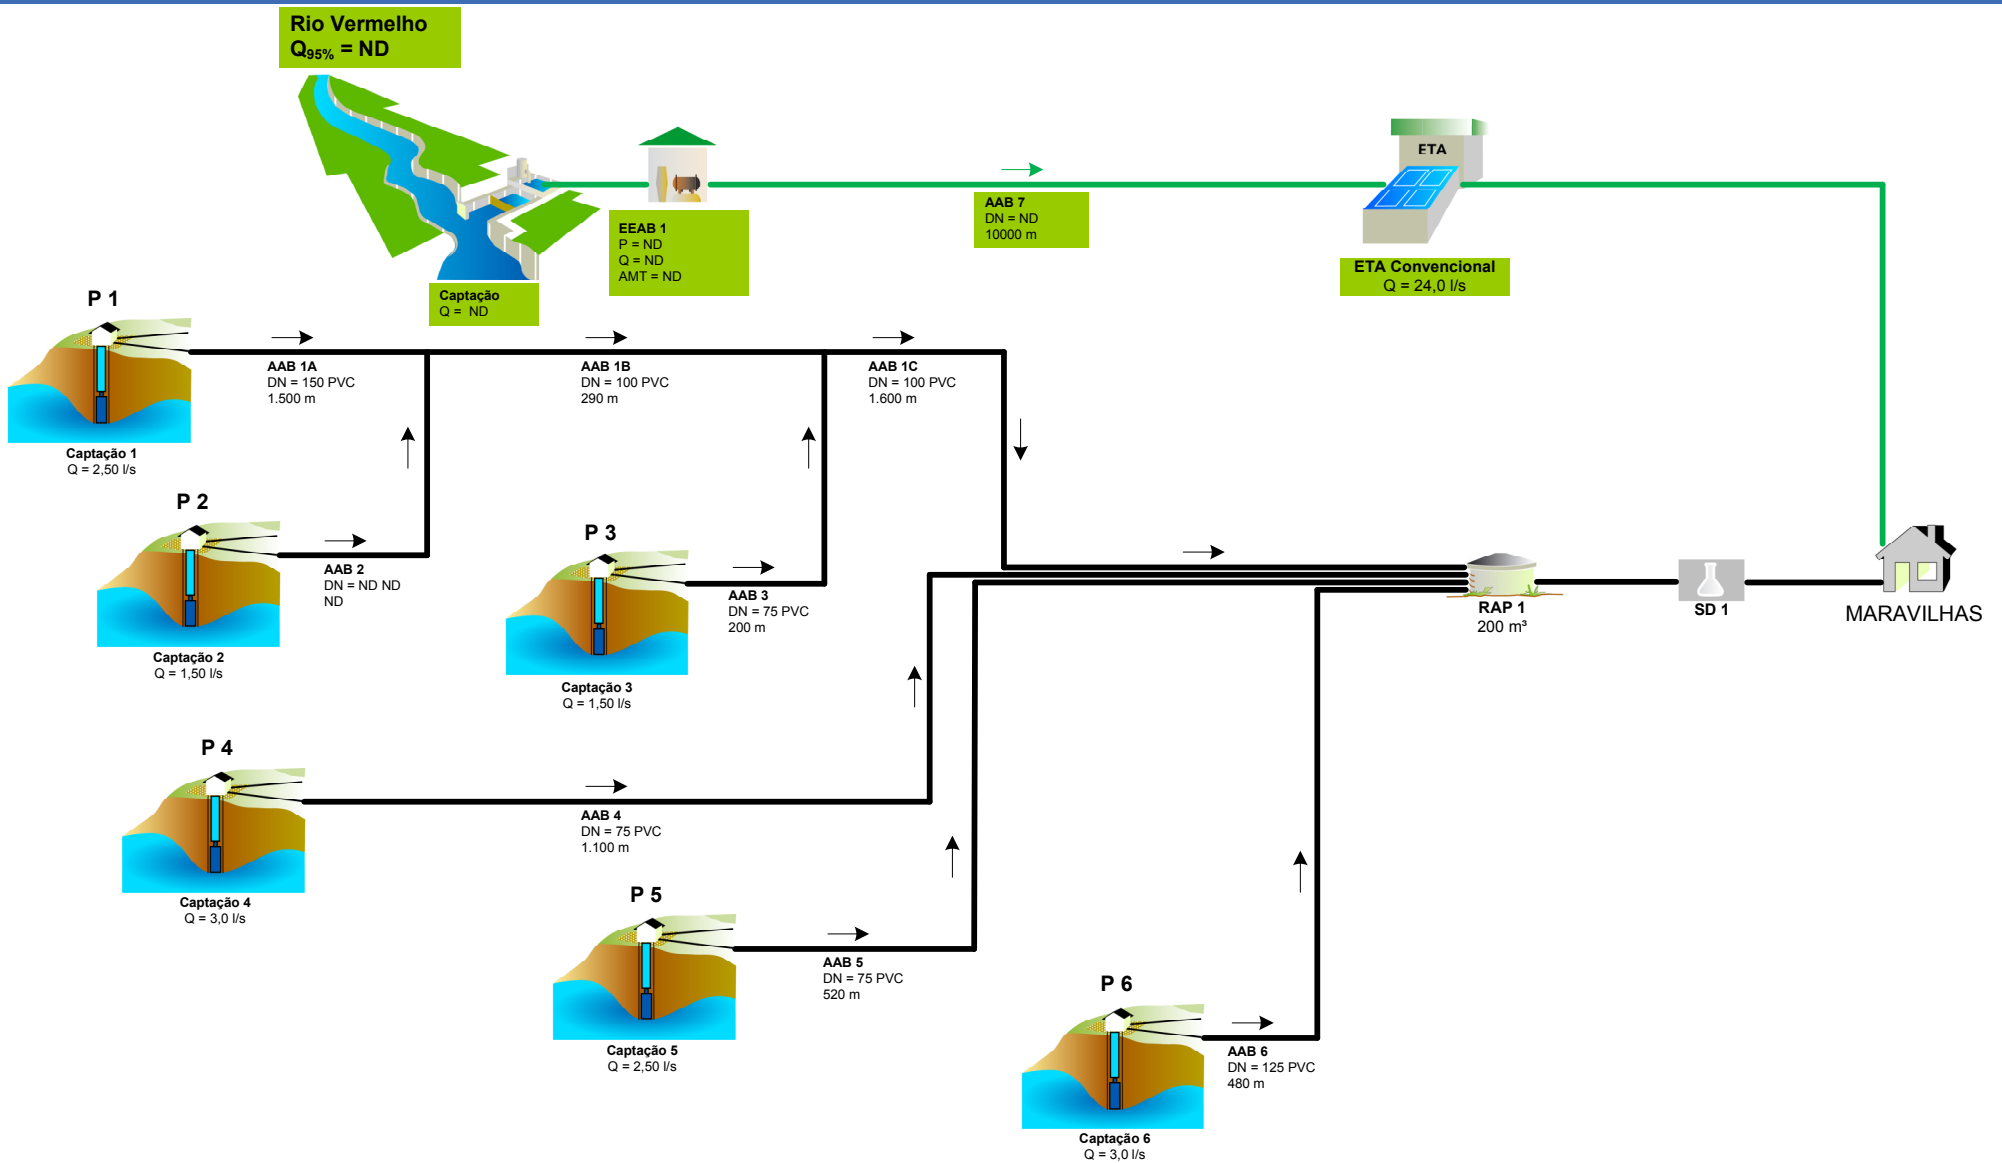 Rio Vermelho
Q95% = ND
ETA
AAB 7
DN = ND
10000 m
EEAB 1
P = ND
Q = ND
AMT = ND
ETA Convencional
Q = 24,0 l/s
Captação
Q = ND
P 1
AAB 1A
DN = 150 PVC
1.500 m
AAB 1B
DN = 100 PVC
290 m
AAB 1C
DN = 100 PVC
1.600 m
Captação 1
Q = 2,50 l/s
P 2
AAB 2
DN = ND ND
ND
Captação 2
Q = 1,50 l/s
P 3
AAB 3
DN = 75 PVC
200 m
Captação 3
Q = 1,50 l/s
RAP 1
200 m³
SD 1
MARAVILHAS
P 4
AAB 4
DN = 75 PVC
1.100 m
Captação 4
Q = 3,0 l/s
P 5
AAB 5
DN = 75 PVC
520 m
Captação 5
Q = 2,50 l/s
P 6
AAB 6
DN = 125 PVC
480 m
Captação 6
Q = 3,0 l/s